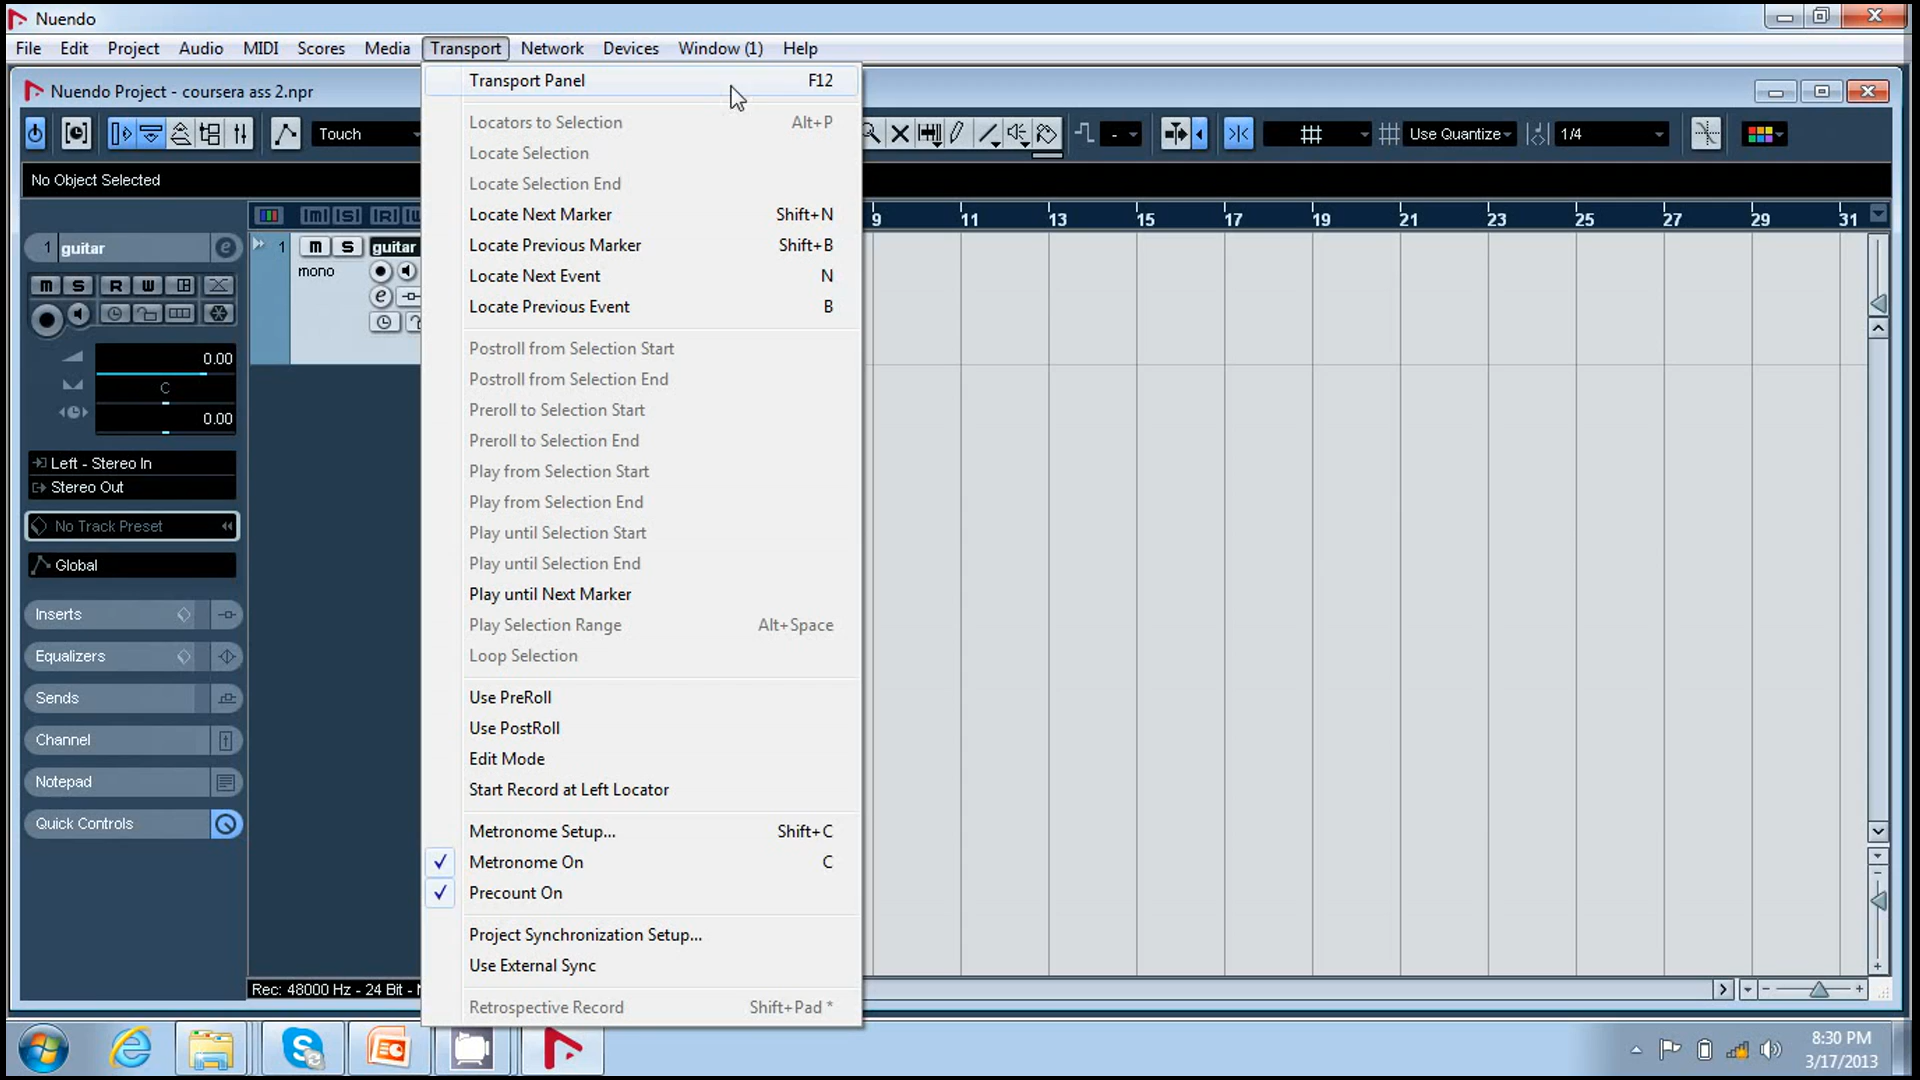 Nuendo
File Edit Project Audio MIDI Scores Media Transport Network Devices Window (1) Help
Nuendo Project - coursera ass 2.npr
Touch
- Use Quantize 1/4
No Object Selected
9 11 13 15 17 19 21 23 25 27 29 31
1 guitar e
M S R W
0.00
C
0.00
Left - Stereo In
Stereo Out
No Track Preset
Global
Inserts
Equalizers
Sends
Channel
Notepad
Quick Controls
M S R
1 m S guitar
mono
e
Transport Panel F12
Locators to Selection Alt+P
Locate Selection
Locate Selection End
Locate Next Marker Shift+N
Locate Previous Marker Shift+B
Locate Next Event N
Locate Previous Event B
Postroll from Selection Start
Postroll from Selection End
Preroll to Selection Start
Preroll to Selection End
Play from Selection Start
Play from Selection End
Play until Selection Start
Play until Selection End
Play until Next Marker
Play Selection Range Alt+Space
Loop Selection
Use PreRoll
Use PostRoll
Edit Mode
Start Record at Left Locator
Metronome Setup... Shift+C
Metronome On C
Precount On
Project Synchronization Setup...
Use External Sync
Retrospective Record Shift+Pad *
Rec: 48000 Hz - 24 Bit -
8:30 PM
3/17/2013